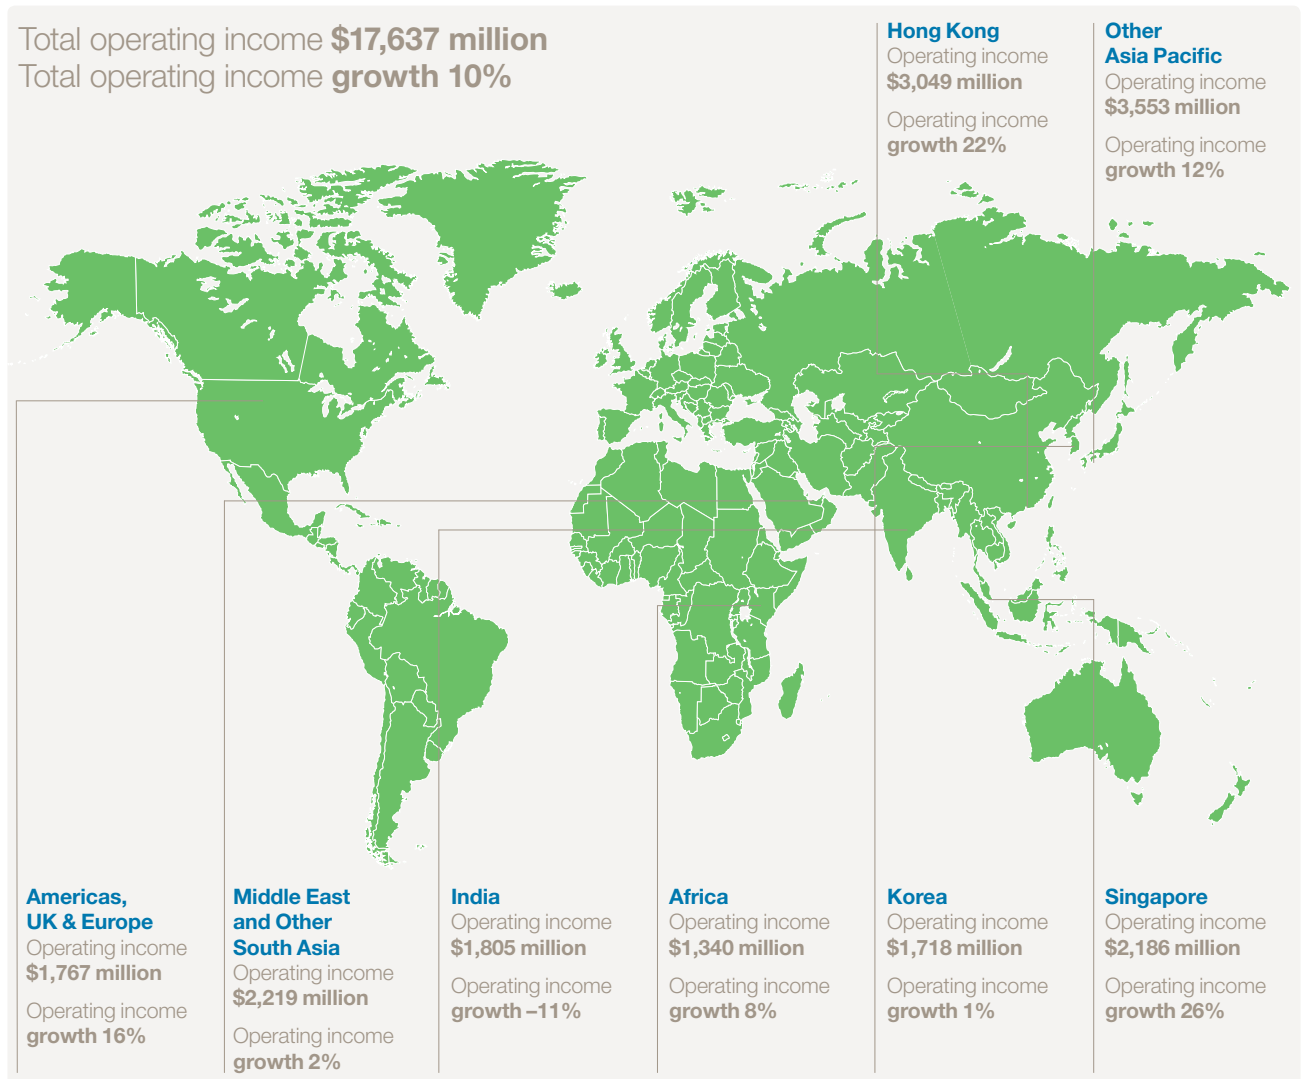 Total operating income $17,637 million
Total operating income growth 10%
Hong Kong
Operating income
$3,049 million
Operating income
growth 22%
Other
Asia Pacific
Operating income
$3,553 million
Operating income
growth 12%
Americas,
UK & Europe
Operating income
$1,767 million
Operating income
growth 16%
Middle East
and Other
South Asia
Operating income
$2,219 million
Operating income
growth 2%
India
Operating income
$1,805 million
Operating income
growth –11%
Africa
Operating income
$1,340 million
Operating income
growth 8%
Korea
Operating income
$1,718 million
Operating income
growth 1%
Singapore
Operating income
$2,186 million
Operating income
growth 26%